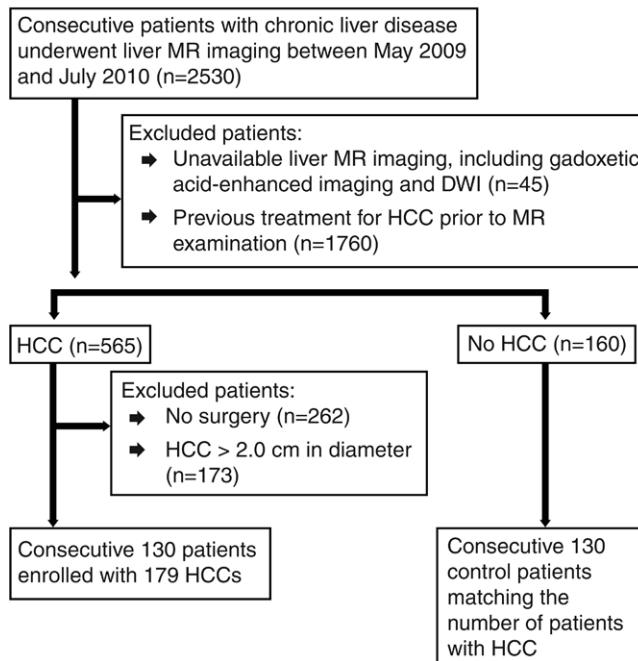 Consecutive patients with chronic liver disease
underwent liver MR imaging between May 2009
and July 2010 (n=2530)
Excluded patients:
➡ Unavailable liver MR imaging, including gadoxetic
acid-enhanced imaging and DWI (n=45)
➡ Previous treatment for HCC prior to MR
examination (n=1760)
HCC (n=565)
No HCC (n=160)
Excluded patients:
➡ No surgery (n=262)
➡ HCC > 2.0 cm in diameter
(n=173)
Consecutive 130 patients
enrolled with 179 HCCs
Consecutive 130
control patients
matching the
number of patients
with HCC